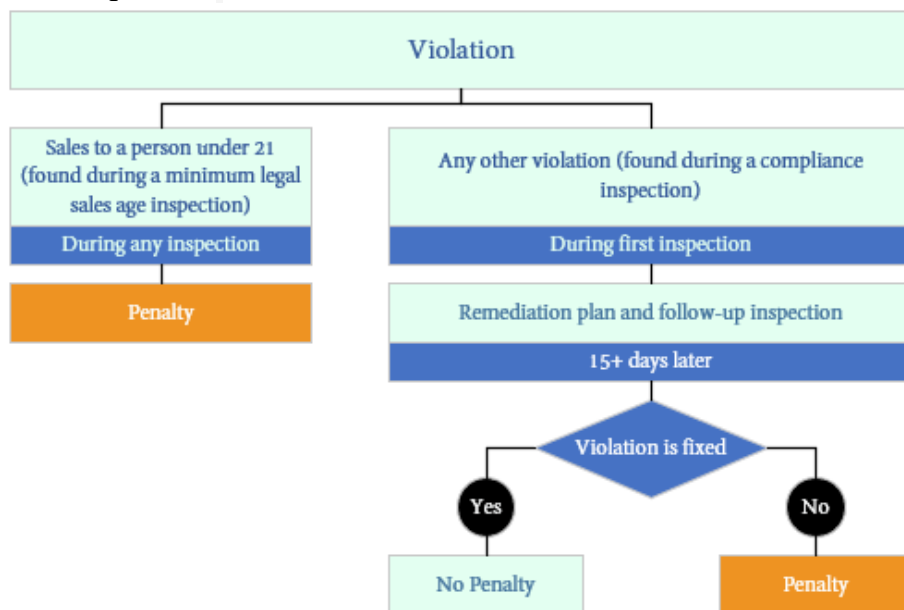 Violation
Sales to a person under 21
(found during a minimum legal
sales age inspection)
During any inspection
Penalty
Any other violation (found during a compliance
inspection)
During first inspection
Remediation plan and follow-up inspection
15+ days later
Violation is fixed
Yes
No
No Penalty
Penalty